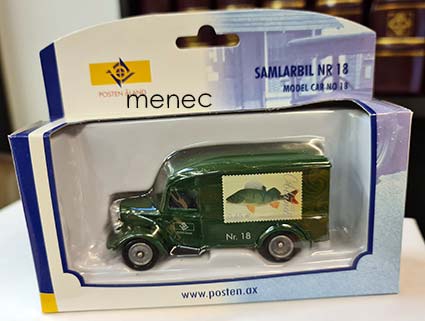 POSTEN ÅLAND
SAMLARBIL NR 18
MODEL CAR NO 18
menec
Nr. 18
www.posten.ax